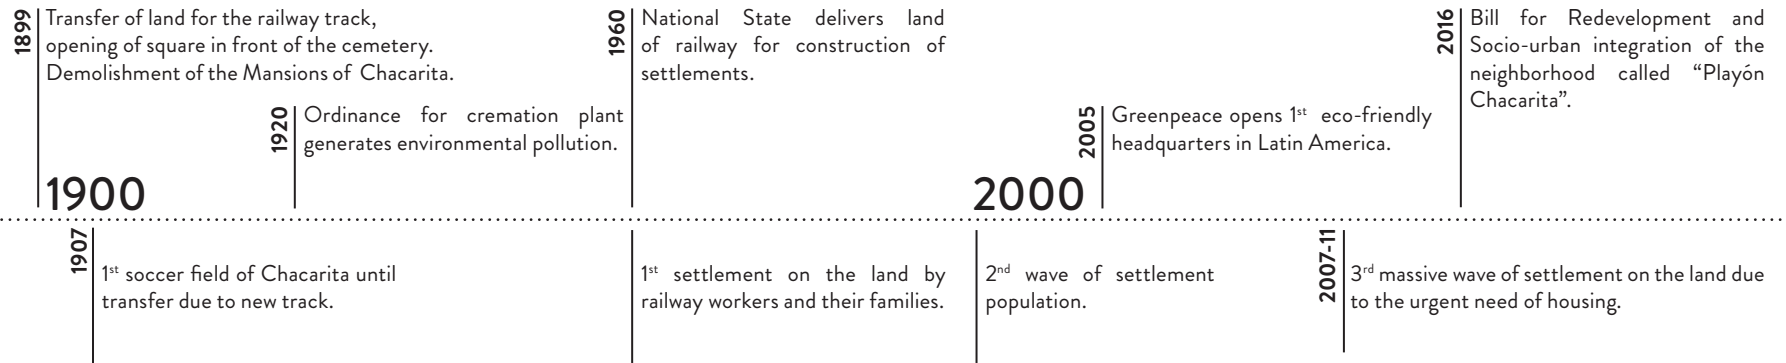 1899
Transfer of land for the railway track,
opening of square in front of the cemetery.
Demolishment of the Mansions of Chacarita.
1920
Ordinance for cremation plant
generates environmental pollution.
1960
National State delivers land
of railway for construction of
settlements.
2005
Greenpeace opens 1st eco-friendly
headquarters in Latin America.
2016
Bill for Redevelopment and
Socio-urban integration of the
neighborhood called “Playón
Chacarita”.
1900
2000
1907
1st soccer field of Chacarita until
transfer due to new track.
1st settlement on the land by
railway workers and their families.
2nd wave of settlement
population.
2007-11
3rd massive wave of settlement on the land due
to the urgent need of housing.